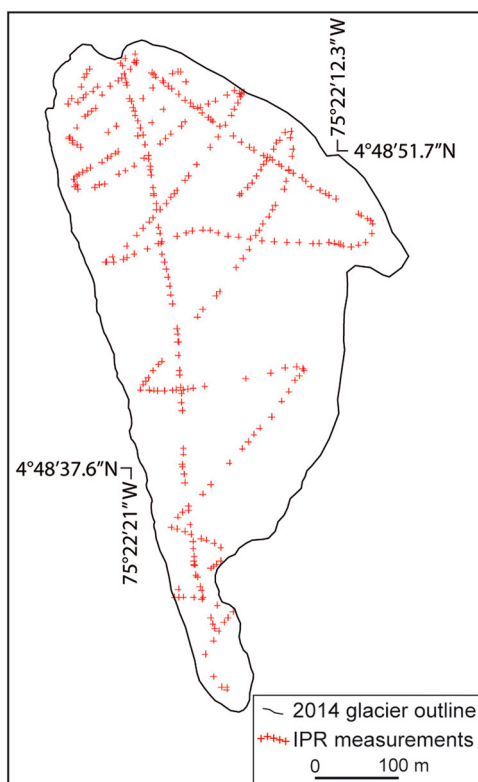 75°22′12.3″W
4°48′51.7″N
4°48′37.6″N
75°22′21″W
2014 glacier outline
IPR measurements
0 100 m